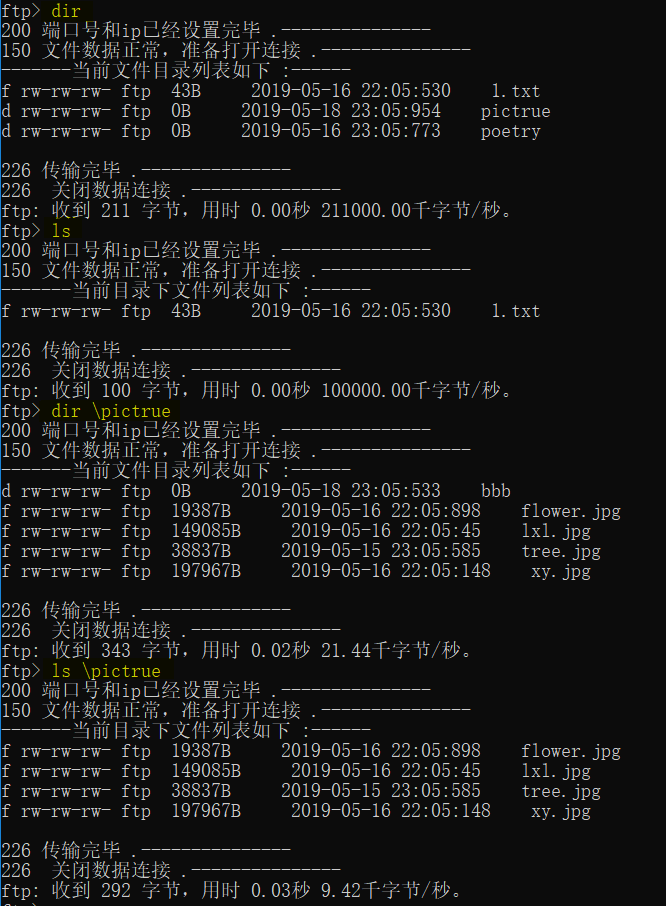 ftp> dir
200 端口号和ip已经设置完毕 .---------------
150 文件数据正常，准备打开连接 .---------------
-------当前文件目录列表如下 :------
f rw-rw-rw- ftp  43B     2019-05-16 22:05:530    1.txt
d rw-rw-rw- ftp  0B     2019-05-18 23:05:954    pictrue
d rw-rw-rw- ftp  0B     2019-05-16 23:05:773    poetry
226 传输完毕 .---------------
226  关闭数据连接 .---------------
ftp: 收到 211 字节，用时 0.00秒 211000.00千字节/秒。
ftp> ls
200 端口号和ip已经设置完毕 .---------------
150 文件数据正常，准备打开连接 .---------------
-------当前目录下文件列表如下 :------
f rw-rw-rw- ftp  43B     2019-05-16 22:05:530    1.txt
226 传输完毕 .---------------
226  关闭数据连接 .---------------
ftp: 收到 100 字节，用时 0.00秒 100000.00千字节/秒。
ftp> dir \pictrue
200 端口号和ip已经设置完毕 .---------------
150 文件数据正常，准备打开连接 .---------------
-------当前文件目录列表如下 :------
d rw-rw-rw- ftp  0B     2019-05-18 23:05:533    bbb
f rw-rw-rw- ftp  19387B     2019-05-16 22:05:898    flower.jpg
f rw-rw-rw- ftp  149085B     2019-05-16 22:05:45    lxl.jpg
f rw-rw-rw- ftp  38837B     2019-05-15 23:05:585    tree.jpg
f rw-rw-rw- ftp  197967B     2019-05-16 22:05:148    xy.jpg
226 传输完毕 .---------------
226  关闭数据连接 .---------------
ftp: 收到 343 字节，用时 0.02秒 21.44千字节/秒。
ftp> ls \pictrue
200 端口号和ip已经设置完毕 .---------------
150 文件数据正常，准备打开连接 .---------------
-------当前目录下文件列表如下 :------
f rw-rw-rw- ftp  19387B     2019-05-16 22:05:898    flower.jpg
f rw-rw-rw- ftp  149085B     2019-05-16 22:05:45    lxl.jpg
f rw-rw-rw- ftp  38837B     2019-05-15 23:05:585    tree.jpg
f rw-rw-rw- ftp  197967B     2019-05-16 22:05:148    xy.jpg
226 传输完毕 .---------------
226  关闭数据连接 .---------------
ftp: 收到 292 字节，用时 0.03秒 9.42千字节/秒。